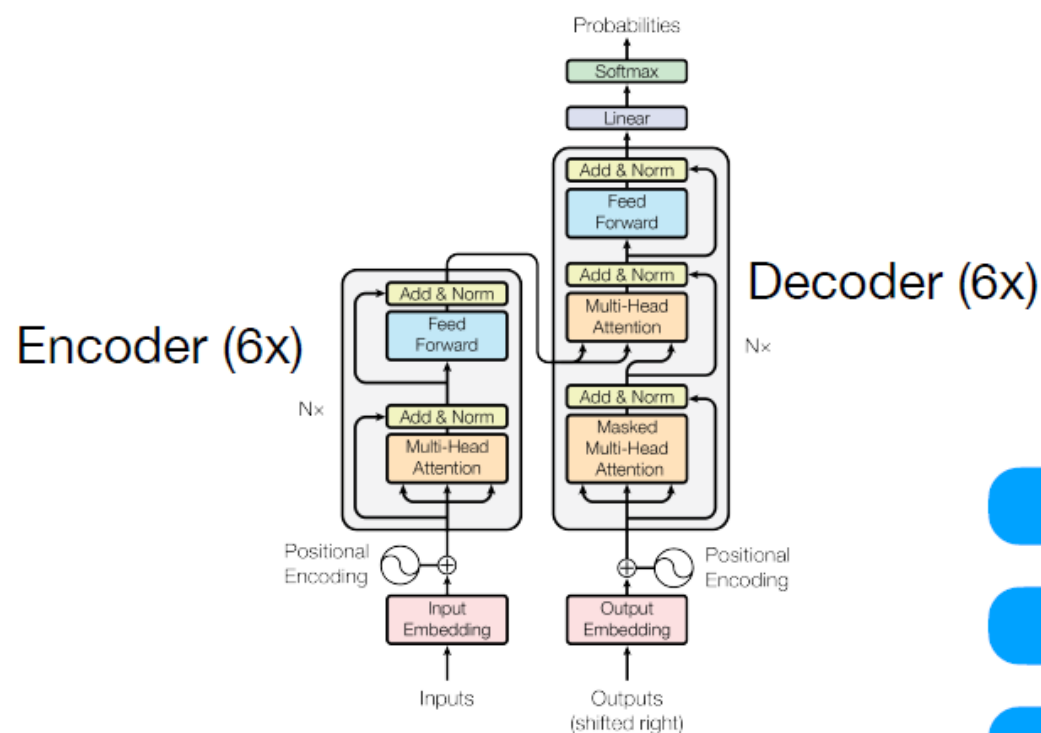 Probabilities
Softmax
Linear
Add & Norm
Feed
Forward
Add & Norm
Multi-Head
Attention
Add & Norm
Masked
Multi-Head
Attention
Decoder (6x)
N×
Encoder (6x)
N×
Add & Norm
Feed
Forward
Add & Norm
Multi-Head
Attention
Positional
Encoding
Input
Embedding
Inputs
Positional
Encoding
Output
Embedding
Outputs
(shifted right)